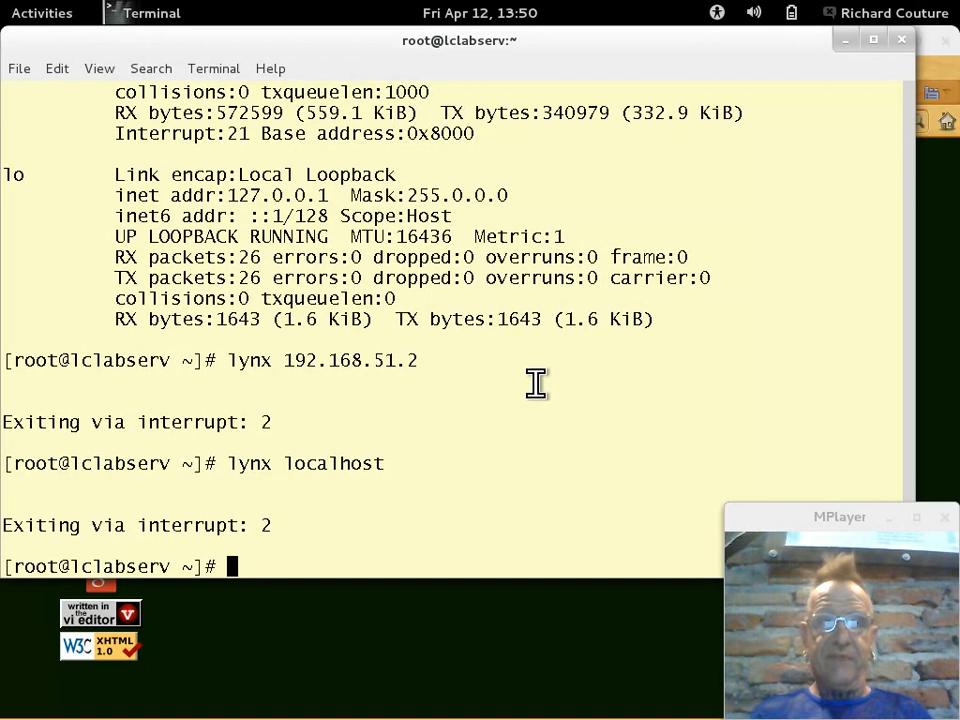 Activities
Terminal
Fri Apr 12, 13:50
Richard Couture
root@lclabserv:~
File Edit View Search Terminal Help
collisions:0 txqueuelen:1000
RX bytes:572599 (559.1 KiB) TX bytes:340979 (332.9 KiB)
Interrupt:21 Base address:0x8000
lo Link encap:Local Loopback
inet addr:127.0.0.1 Mask:255.0.0.0
inet6 addr: ::1/128 Scope:Host
UP LOOPBACK RUNNING MTU:16436 Metric:1
RX packets:26 errors:0 dropped:0 overruns:0 frame:0
TX packets:26 errors:0 dropped:0 overruns:0 carrier:0
collisions:0 txqueuelen:0
RX bytes:1643 (1.6 KiB) TX bytes:1643 (1.6 KiB)
[root@lclabserv ~]# lynx 192.168.51.2
Exiting via interrupt: 2
[root@lclabserv ~]# lynx localhost
Exiting via interrupt: 2
[root@lclabserv ~]#
MPlayer
written in
the
vi editor
W3C XHTML
1.0